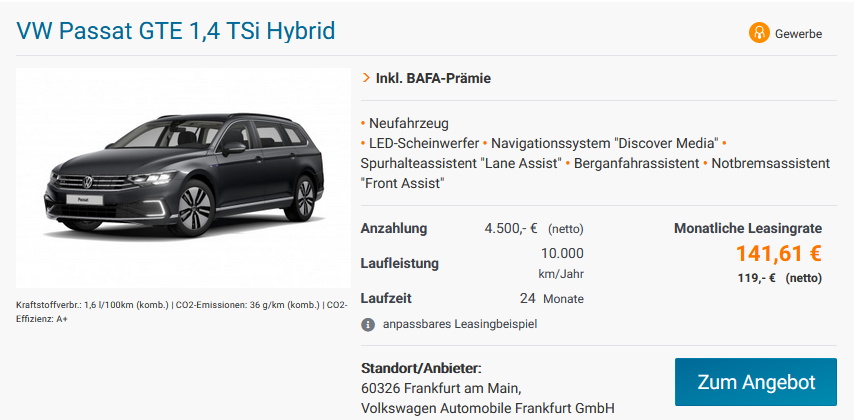 VW Passat GTE 1,4 TSi Hybrid
Gewerbe
Inkl. BAFA-Prämie
• Neufahrzeug
• LED-Scheinwerfer • Navigationssystem "Discover Media" •
Spurhalteassistent "Lane Assist" • Berganfahrassistent • Notbremsassistent
"Front Assist"
Passat
Kraftstoffverbr.: 1,6 l/100km (komb.) | CO2-Emissionen: 36 g/km (komb.) | CO2-
Effizienz: A+
Anzahlung 4.500,- € (netto)
Laufleistung 10.000
km/Jahr
Laufzeit 24 Monate
anpassbares Leasingbeispiel
Monatliche Leasingrate
141,61 €
119,- € (netto)
Standort/Anbieter:
60326 Frankfurt am Main,
Volkswagen Automobile Frankfurt GmbH
Zum Angebot